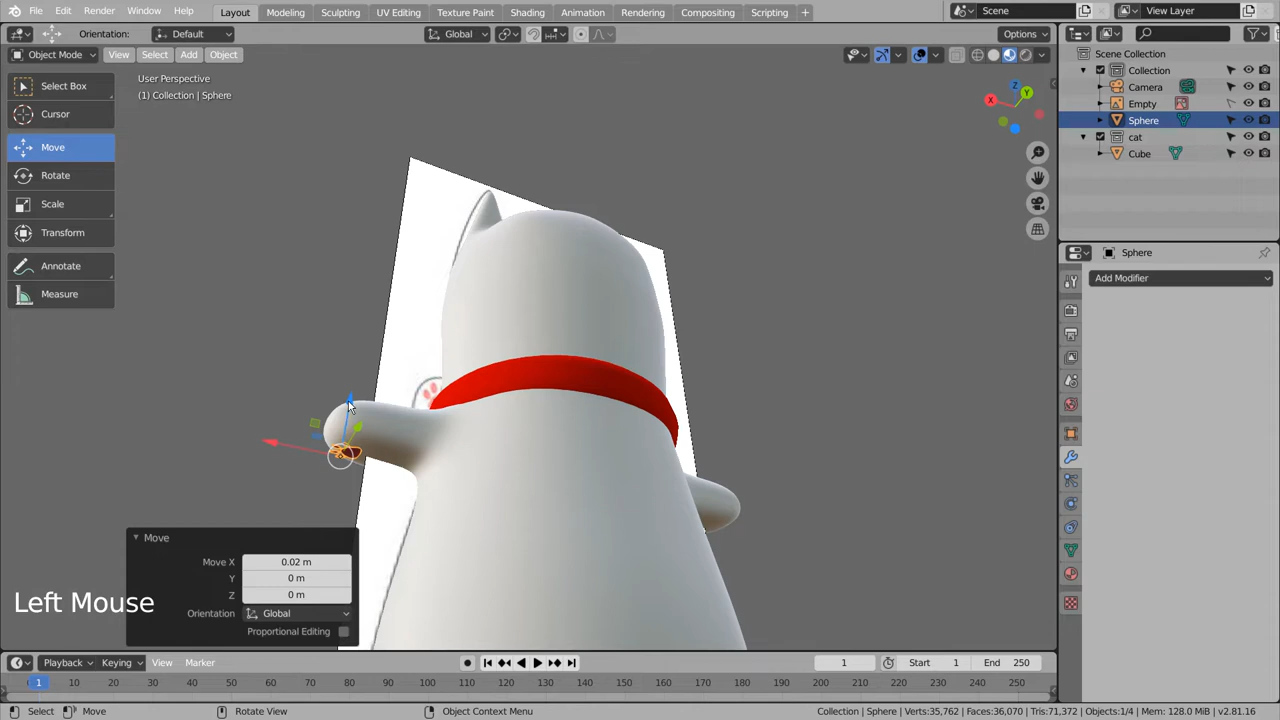 File Edit Render Window Help Layout Modeling Sculpting UV Editing Texture Paint Shading Animation Rendering Compositing Scripting + Scene View Layer
Orientation: Default Global Options
Object Mode View Select Add Object
User Perspective
(1) Collection | Sphere
Select Box
Cursor
Move
Rotate
Scale
Transform
Annotate
Measure
X Y Z
Scene Collection
Collection
Camera
Empty
Sphere
cat
Cube
Sphere
Add Modifier
Move
Move X 0.02 m
Y 0 m
Z 0 m
Orientation Global
Proportional Editing
Left Mouse
Playback Keying View Marker 1 Start 1 End 250
1 10 20 30 40 50 60 70 80 90 100 110 120 130 140 150 160 170 180 190 200 210 220 230 240 250
Select Move Rotate View Object Context Menu Collection | Sphere | Verts:35,762 | Faces:36,070 | Tris:71,372 | Objects:1/4 | Mem: 128.0 MiB | v2.81.16